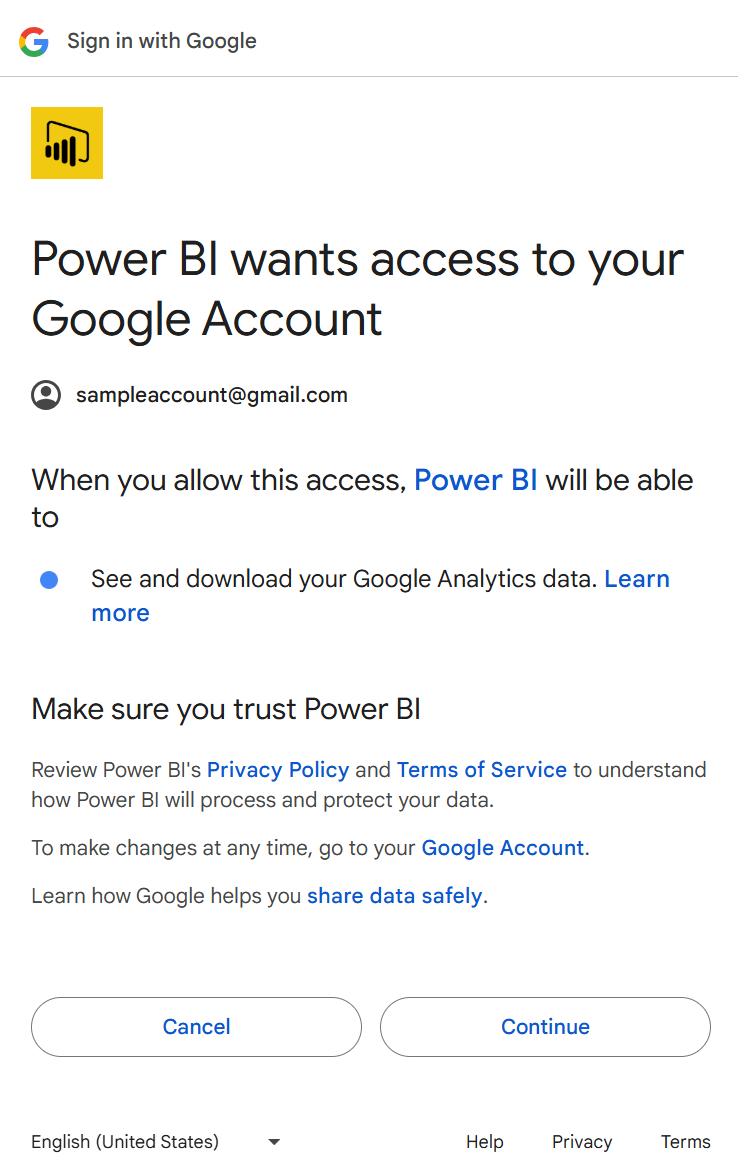 Sign in with Google
Power BI wants access to your
Google Account
sampleaccount@gmail.com
When you allow this access, Power BI will be able
to
See and download your Google Analytics data. Learn
more
Make sure you trust Power BI
Review Power BI's Privacy Policy and Terms of Service to understand
how Power BI will process and protect your data.
To make changes at any time, go to your Google Account.
Learn how Google helps you share data safely.
Cancel Continue
English (United States) Help Privacy Terms